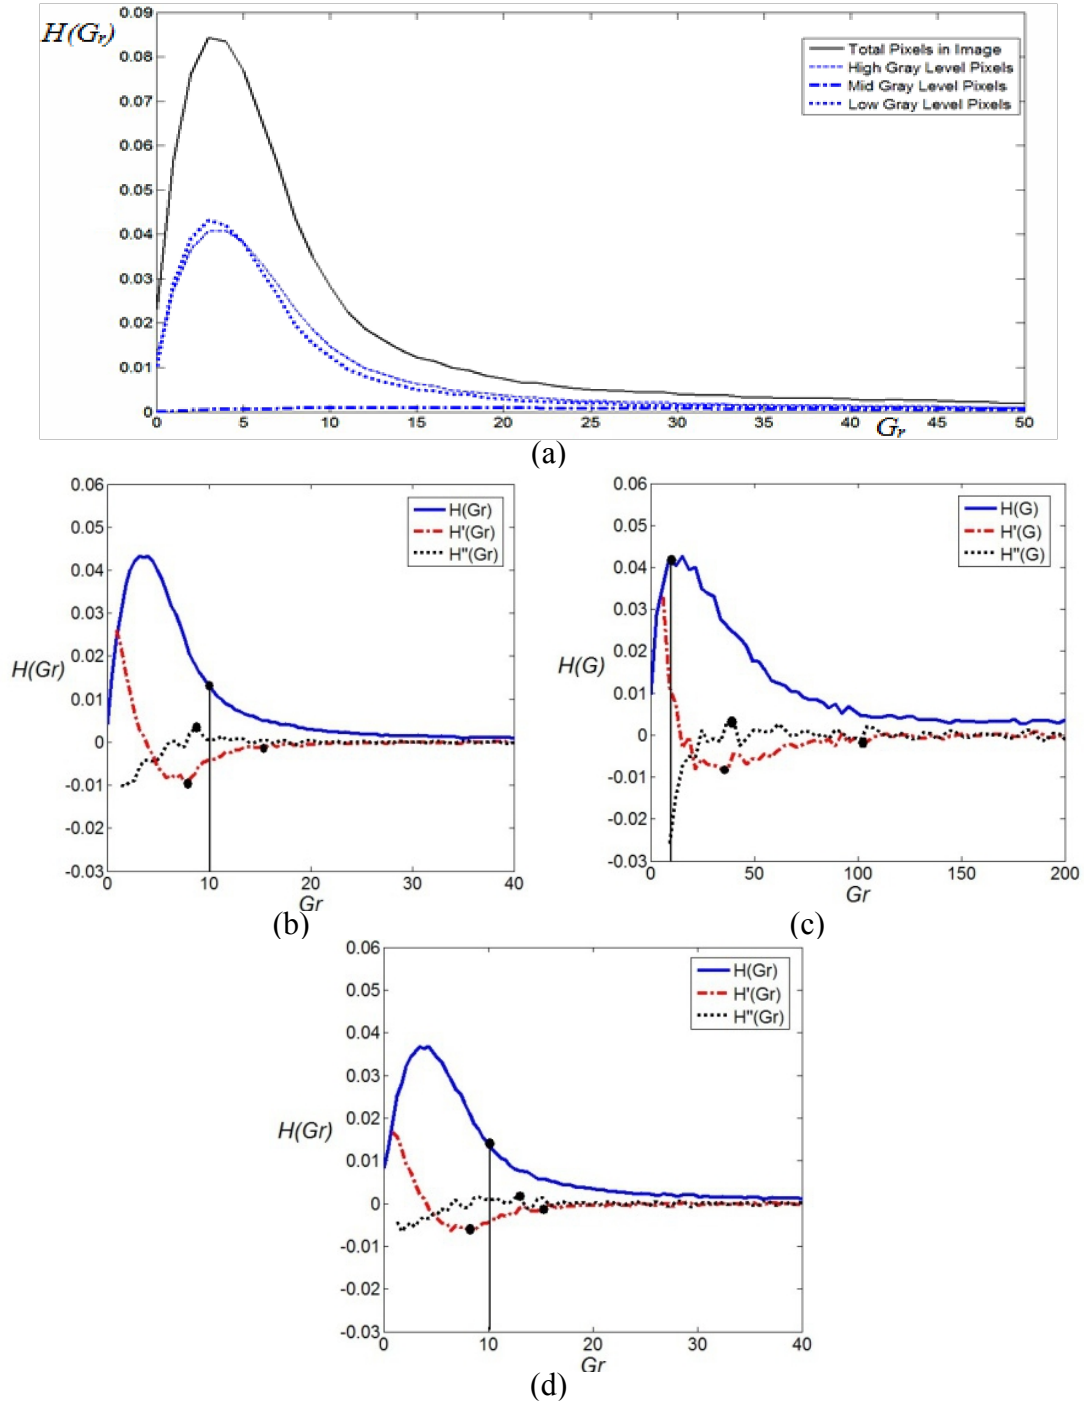 H(Gr)
0.09
0.08
0.07
0.06
0.05
0.04
0.03
0.02
0.01
0
Total Pixels in Image
High Gray Level Pixels
Mid Gray Level Pixels
Low Gray Level Pixels
0 5 10 15 20 25 30 35 40 45 50
Gr
(a)
0.06
0.05
0.04
0.03
0.02
0.01
0
-0.01
-0.02
-0.03
H(Gr)
H(Gr)
H'(Gr)
H''(Gr)
0 10 20 30 40
Gr
(b)
0.06
0.05
0.04
0.03
0.02
0.01
0
-0.01
-0.02
-0.03
H(G)
H(G)
H'(G)
H''(G)
0 50 100 150 200
Gr
(c)
0.06
0.05
0.04
0.03
0.02
0.01
0
-0.01
-0.02
-0.03
H(Gr)
H(Gr)
H'(Gr)
H''(Gr)
0 10 20 30 40
Gr
(d)